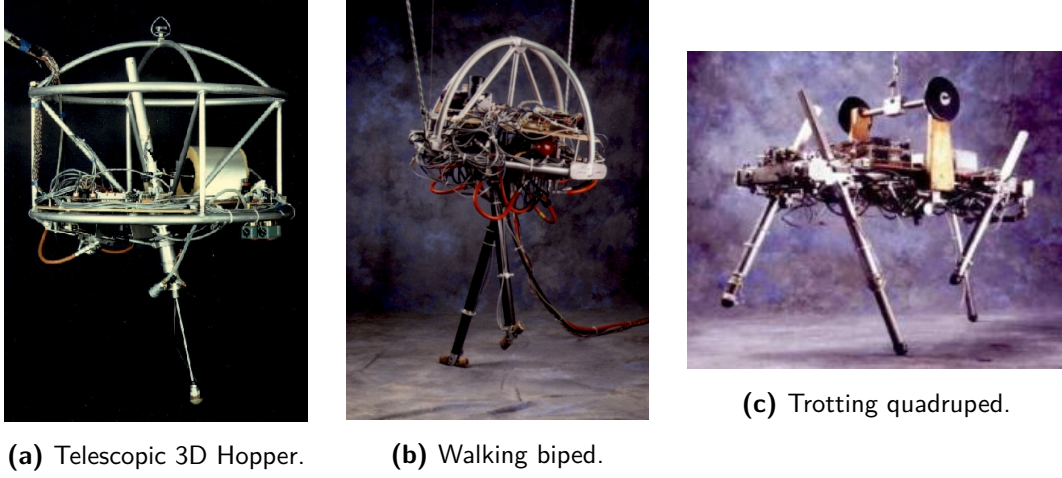 (a) Telescopic 3D Hopper.
(b) Walking biped.
(c) Trotting quadruped.